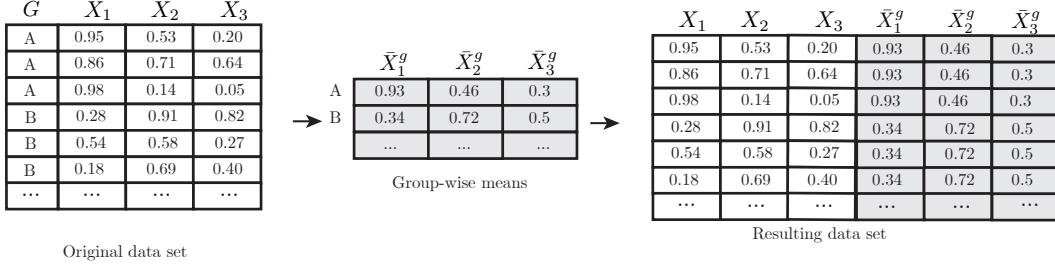 G X₁ X₂ X₃
A 0.95 0.53 0.20
A 0.86 0.71 0.64
A 0.98 0.14 0.05
B 0.28 0.91 0.82
B 0.54 0.58 0.27
B 0.18 0.69 0.40
... ... ... ...
Original data set
X̄₁ᵍ X̄₂ᵍ X̄₃ᵍ
A 0.93 0.46 0.3
B 0.34 0.72 0.5
... ... ...
Group-wise means
X₁ X₂ X₃ X̄₁ᵍ X̄₂ᵍ X̄₃ᵍ
0.95 0.53 0.20 0.93 0.46 0.3
0.86 0.71 0.64 0.93 0.46 0.3
0.98 0.14 0.05 0.93 0.46 0.3
0.28 0.91 0.82 0.34 0.72 0.5
0.54 0.58 0.27 0.34 0.72 0.5
0.18 0.69 0.40 0.34 0.72 0.5
... ... ... ... ... ...
Resulting data set